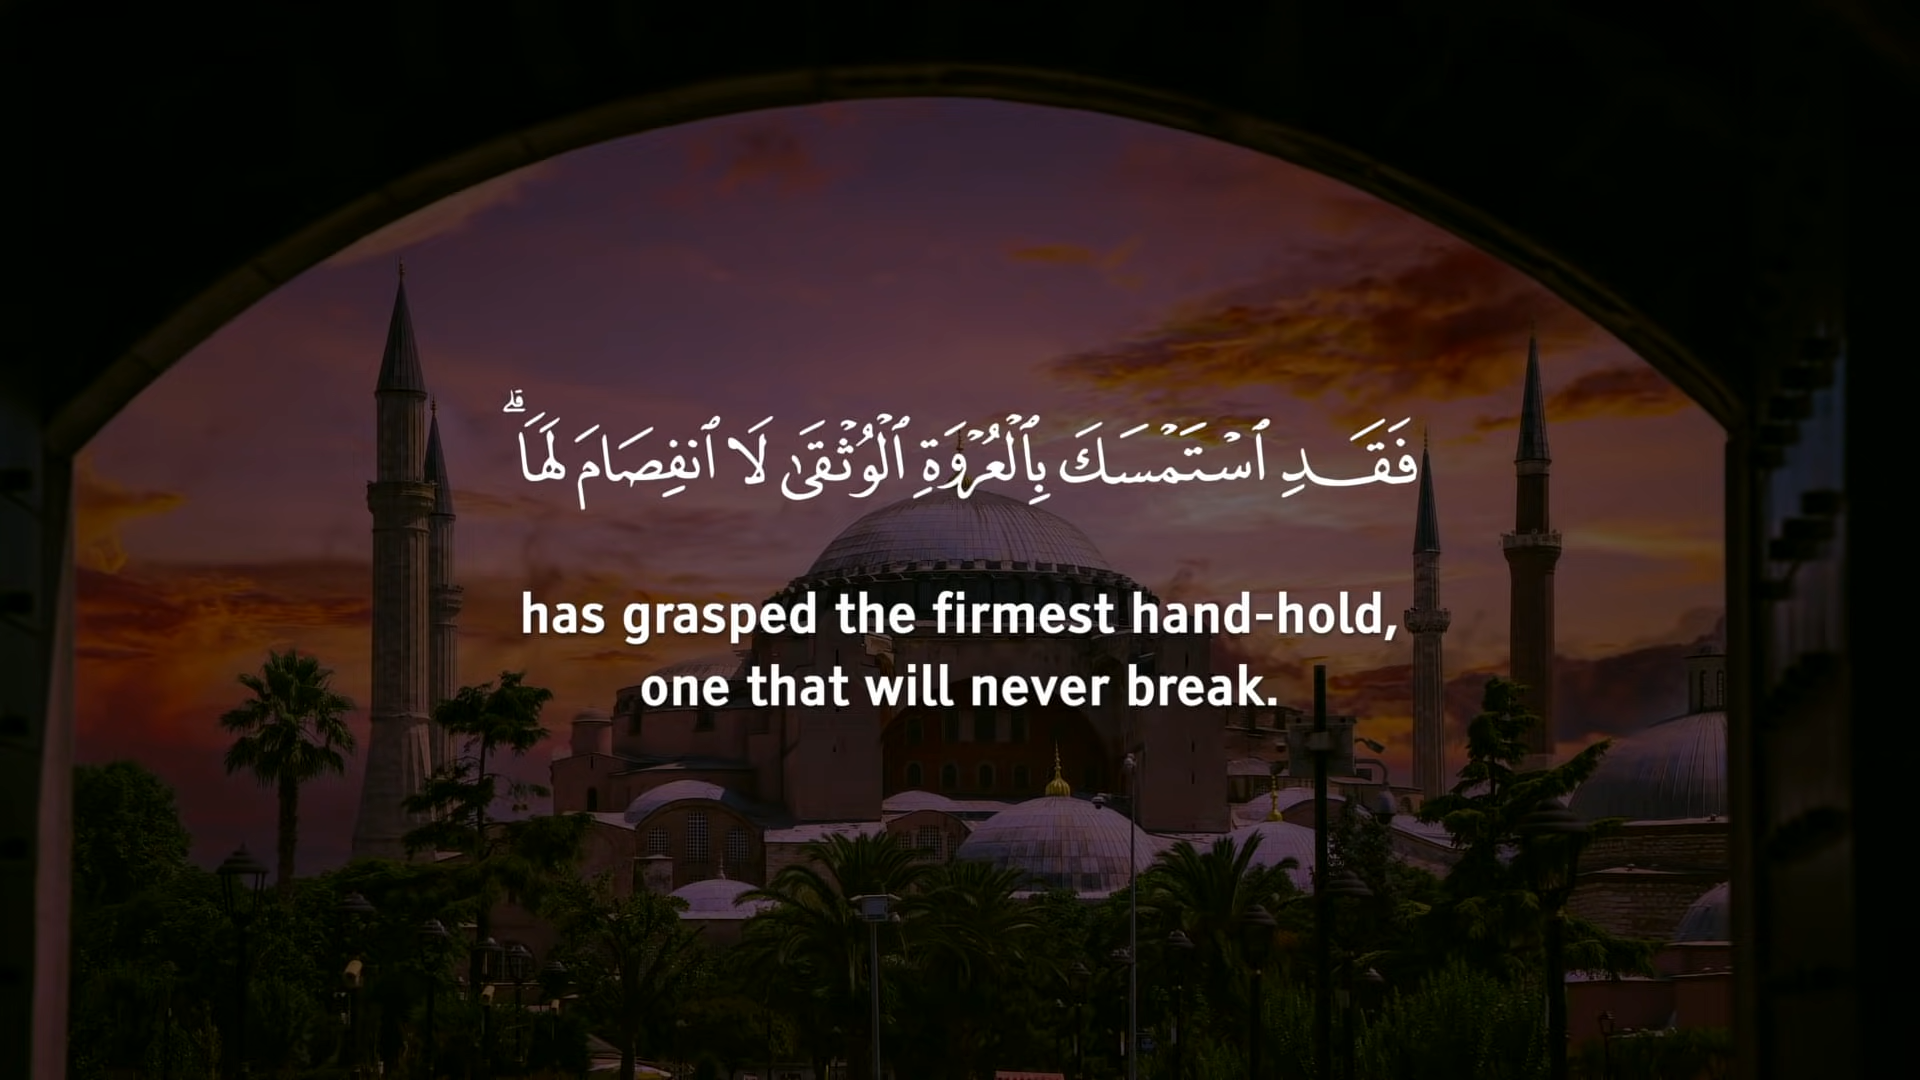 فَقَدِ ٱسْتَمْسَكَ بِٱلْعُرْوَةِ ٱلْوُثْقَىٰ لَا ٱنفِصَامَ لَهَا ۗ
has grasped the firmest hand-hold,
one that will never break.